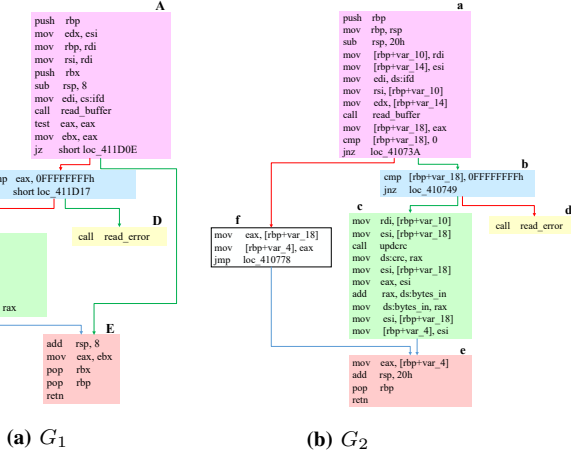 A
push rbp
mov edx, esi
mov rbp, rdi
mov rsi, rdi
push rbx
sub rsp, 8
mov edi, cs:ifd
call read_buffer
test eax, eax
mov ebx, eax
jz short loc_411D0E
eax, 0FFFFFFFFh
short loc_411D17
D
call read_error
rax
E
add rsp, 8
mov eax, ebx
pop rbx
pop rbp
retn
(a) G1
a
push rbp
mov rbp, rsp
sub rsp, 20h
mov [rbp+var_10], rdi
mov [rbp+var_14], esi
mov edi, ds:ifd
mov rsi, [rbp+var_10]
mov edx, [rbp+var_14]
call read_buffer
mov [rbp+var_18], eax
cmp [rbp+var_18], 0
jnz loc_41073A
b
cmp [rbp+var_18], 0FFFFFFFFh
jnz loc_410749
c
mov rdi, [rbp+var_10]
mov esi, [rbp+var_18]
call updcrc
mov ds:crc, rax
mov esi, [rbp+var_18]
mov eax, esi
add rax, ds:bytes_in
mov ds:bytes_in, rax
mov esi, [rbp+var_18]
mov [rbp+var_4], esi
d
call read_error
f
mov eax, [rbp+var_18]
mov [rbp+var_4], eax
jmp loc_410778
e
mov eax, [rbp+var_4]
add rsp, 20h
pop rbp
retn
(b) G2